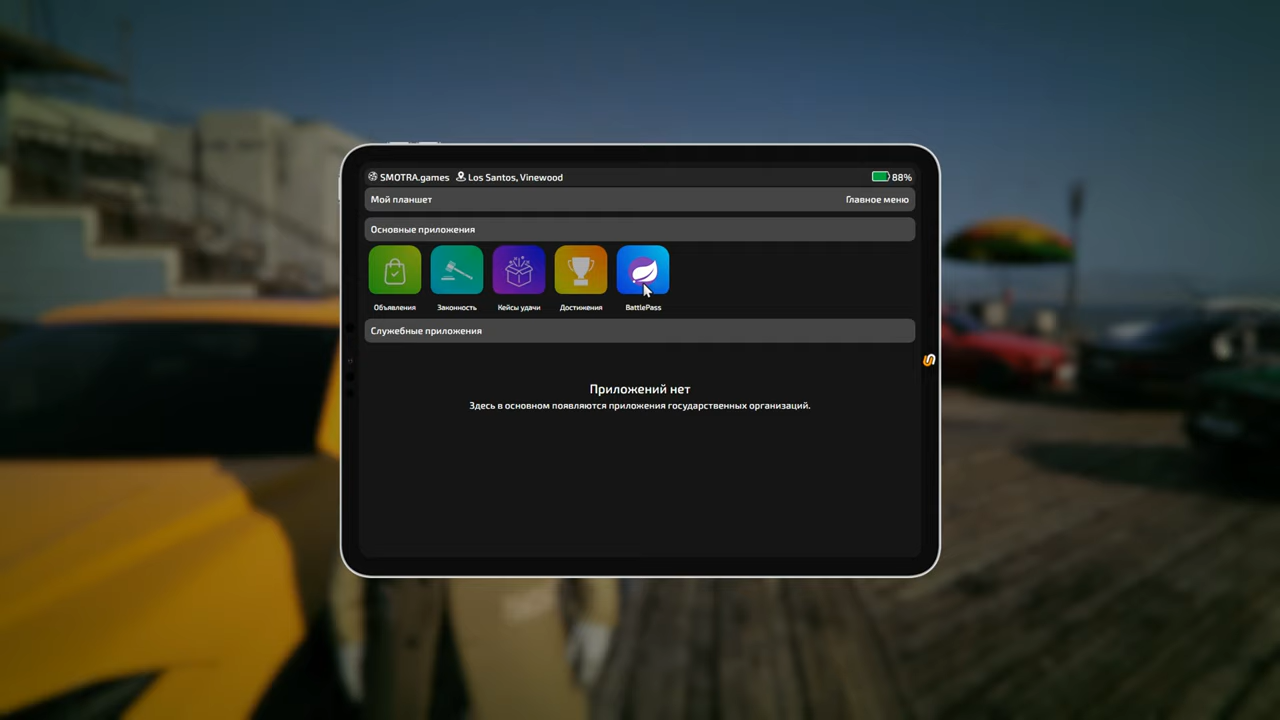 SMOTRA.games Los Santos, Vinewood 88%
Мой планшет Главное меню
Основные приложения
Объявления Законность Кейсы удачи Достижения BattlePass
Служебные приложения
Приложений нет
Здесь в основном появляются приложения государственных организаций.